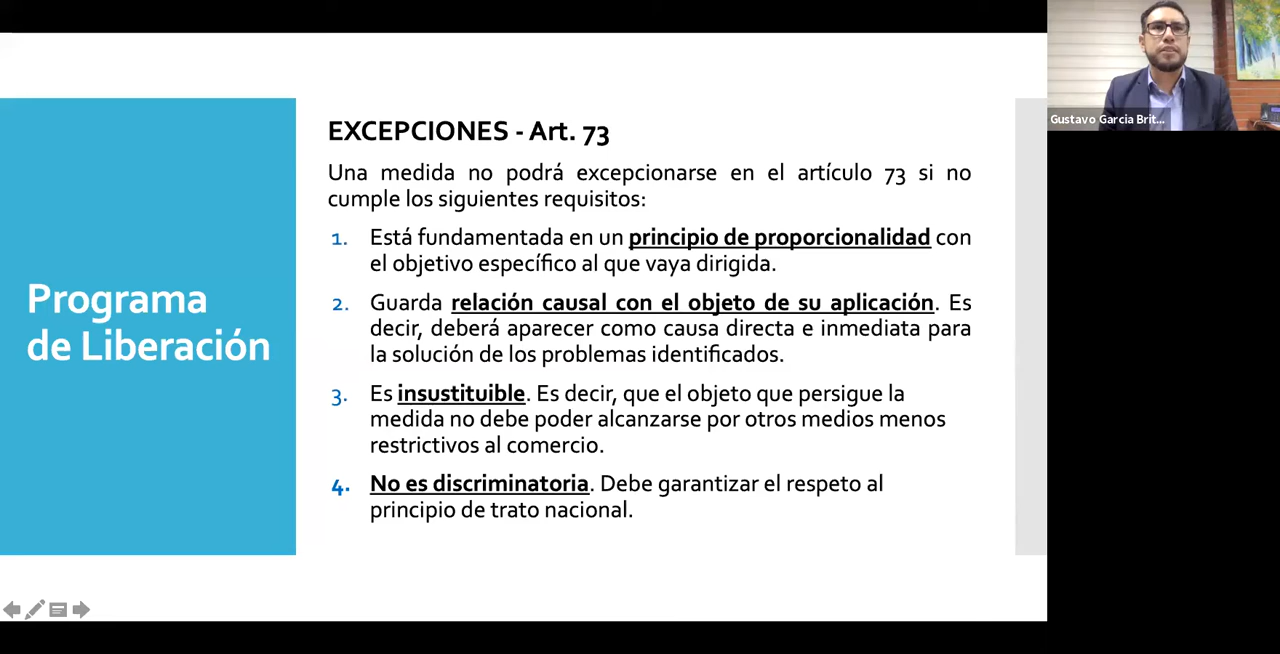 Programa
de Liberación
EXCEPCIONES - Art. 73
Una medida no podrá excepcionarse en el artículo 73 si no
cumple los siguientes requisitos:
1. Está fundamentada en un principio de proporcionalidad con
el objetivo específico al que vaya dirigida.
2. Guarda relación causal con el objeto de su aplicación. Es
decir, deberá aparecer como causa directa e inmediata para
la solución de los problemas identificados.
3. Es insustituible. Es decir, que el objeto que persigue la
medida no debe poder alcanzarse por otros medios menos
restrictivos al comercio.
4. No es discriminatoria. Debe garantizar el respeto al
principio de trato nacional.
Gustavo Garcia Brit...